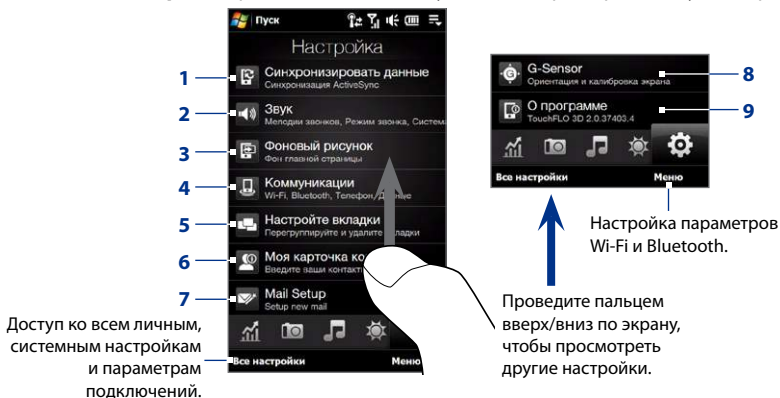 Пуск
Настройка
1 Синхронизировать данные
Синхронизация ActiveSync
2 Звук
Мелодии звонков, Режим звонка, Систем
3 Фоновый рисунок
Фон главной страницы
4 Коммуникации
Wi-Fi, Bluetooth, Телефон/Данные
5 Настройте вкладки
Перегруппируйте и удалите вкладки
6 Моя карточка ко
Введите ваши контакт
7 Mail Setup
Setup new mail
Все настройки Меню
Доступ ко всем личным,
системным настройкам
и параметрам
подключений.
G-Sensor 8
Ориентация и калибровка экрана
О программе 9
TouchFLO 3D 2.0.37403.4
Все настройки Меню
Настройка параметров
Wi-Fi и Bluetooth.
Проведите пальцем
вверх/вниз по экрану,
чтобы просмотреть
другие настройки.